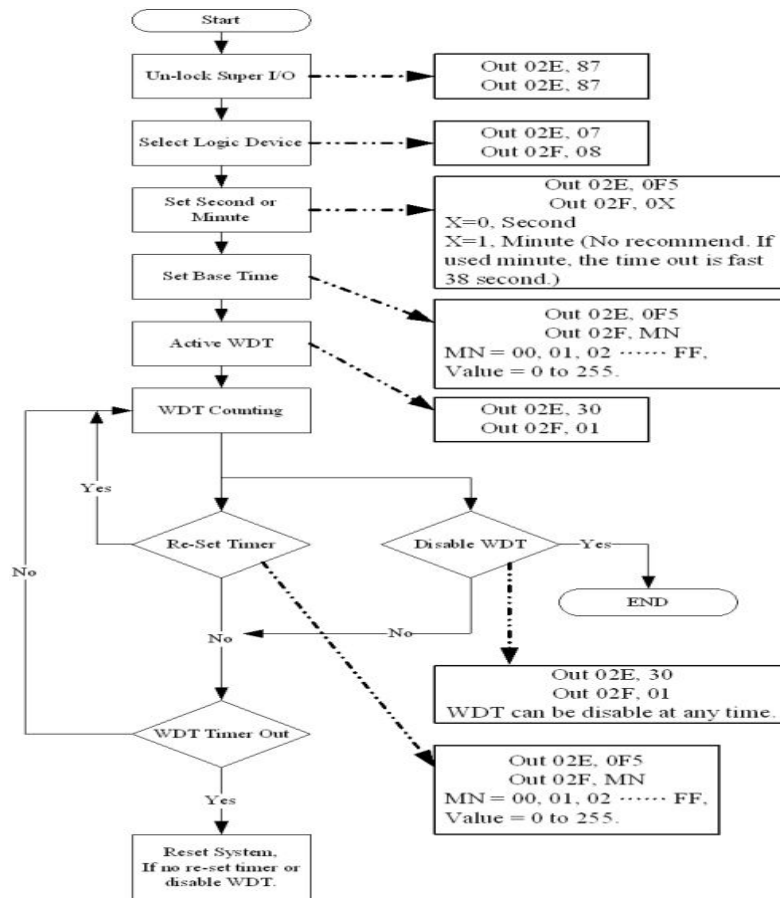 Start
Un-lock Super I/O
Out 02E, 87
Out 02E, 87
Select Logic Device
Out 02E, 07
Out 02F, 08
Set Second or
Minute
Out 02E, 0F5
Out 02F, 0X
X=0, Second
X=1, Minute (No recommend. If
used minute, the time out is fast
38 second.)
Set Base Time
Out 02E, 0F5
Out 02F, MN
MN = 00, 01, 02 ······ FF,
Value = 0 to 255.
Active WDT
Out 02E, 30
Out 02F, 01
WDT Counting
Yes
Re-Set Timer
Disable WDT
Yes
No
END
No
No
Out 02E, 30
Out 02F, 01
WDT can be disable at any time.
WDT Timer Out
Out 02E, 0F5
Out 02F, MN
MN = 00, 01, 02 ······ FF,
Value = 0 to 255.
Yes
Reset System,
If no re-set timer or
disable WDT.